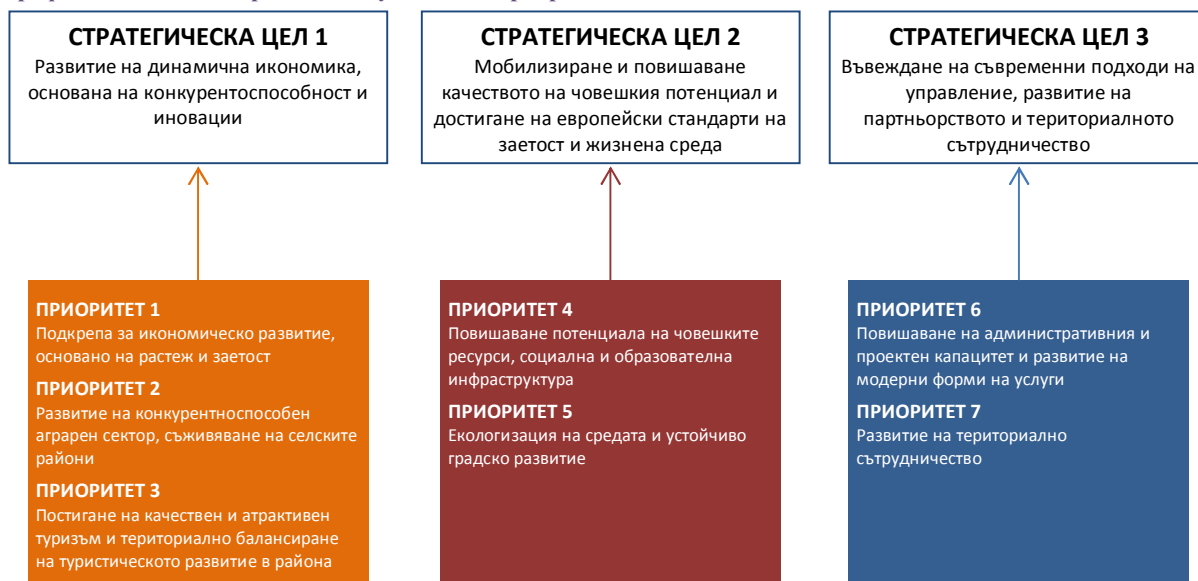 СТРАТЕГИЧЕСКА ЦЕЛ 1
Развитие на динамична икономика,
основана на конкурентоспособност и
иновации
СТРАТЕГИЧЕСКА ЦЕЛ 2
Мобилизиране и повишаване
качеството на човешкия потенциал и
достигане на европейски стандарти на
заетост и жизнена среда
СТРАТЕГИЧЕСКА ЦЕЛ 3
Въвеждане на съвременни подходи на
управление, развитие на
партньорството и териториалното
сътрудничество
ПРИОРИТЕТ 1
Подкрепа за икономическо развитие,
основано на растеж и заетост
ПРИОРИТЕТ 2
Развитие на конкурентноспособен
аграрен сектор, съживяване на селските
райони
ПРИОРИТЕТ 3
Постигане на качествен и атрактивен
туризъм и териториално балансиране
на туристическото развитие в района
ПРИОРИТЕТ 4
Повишаване потенциала на човешките
ресурси, социална и образователна
инфраструктура
ПРИОРИТЕТ 5
Екологизация на средата и устойчиво
градско развитие
ПРИОРИТЕТ 6
Повишаване на административния и
проектен капацитет и развитие на
модерни форми на услуги
ПРИОРИТЕТ 7
Развитие на териториално
сътрудничество